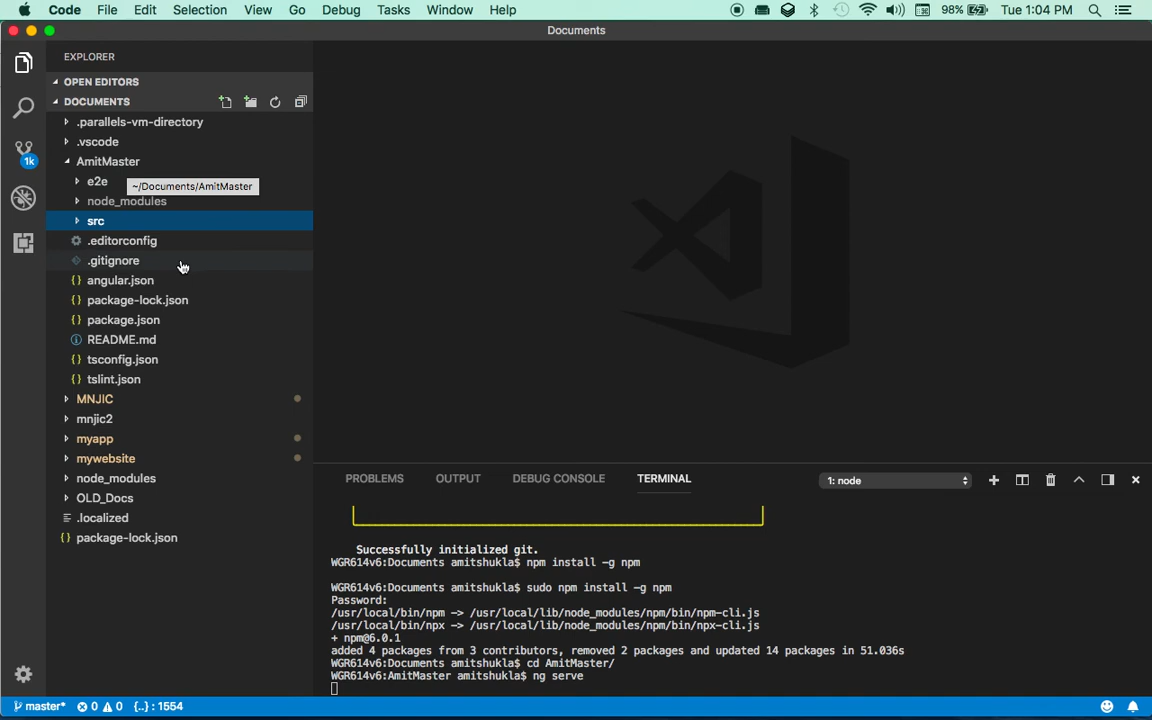 Code File Edit Selection View Go Debug Tasks Window Help 98% Tue 1:04 PM
Documents
EXPLORER
OPEN EDITORS
DOCUMENTS
.parallels-vm-directory
.vscode
AmitMaster
e2e
~/Documents/AmitMaster
node_modules
src
.editorconfig
.gitignore
{} angular.json
{} package-lock.json
{} package.json
README.md
{} tsconfig.json
{} tslint.json
MNJIC
mnjic2
myapp
mywebsite
node_modules
OLD_Docs
.localized
{} package-lock.json
1k
PROBLEMS OUTPUT DEBUG CONSOLE TERMINAL 1: node
Successfully initialized git.
WGR614v6:Documents amitshukla$ npm install -g npm
WGR614v6:Documents amitshukla$ sudo npm install -g npm
Password:
/usr/local/bin/npm -> /usr/local/lib/node_modules/npm/bin/npm-cli.js
/usr/local/bin/npx -> /usr/local/lib/node_modules/npm/bin/npx-cli.js
+ npm@6.0.1
added 4 packages from 3 contributors, removed 2 packages and updated 14 packages in 51.036s
WGR614v6:Documents amitshukla$ cd AmitMaster/
WGR614v6:AmitMaster amitshukla$ ng serve
master* 0 0 {..} : 1554